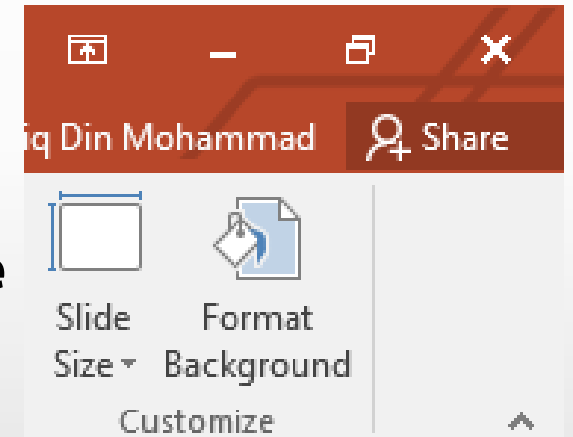 iq Din Mohammad Share
e
Slide Format
Size Background
Customize